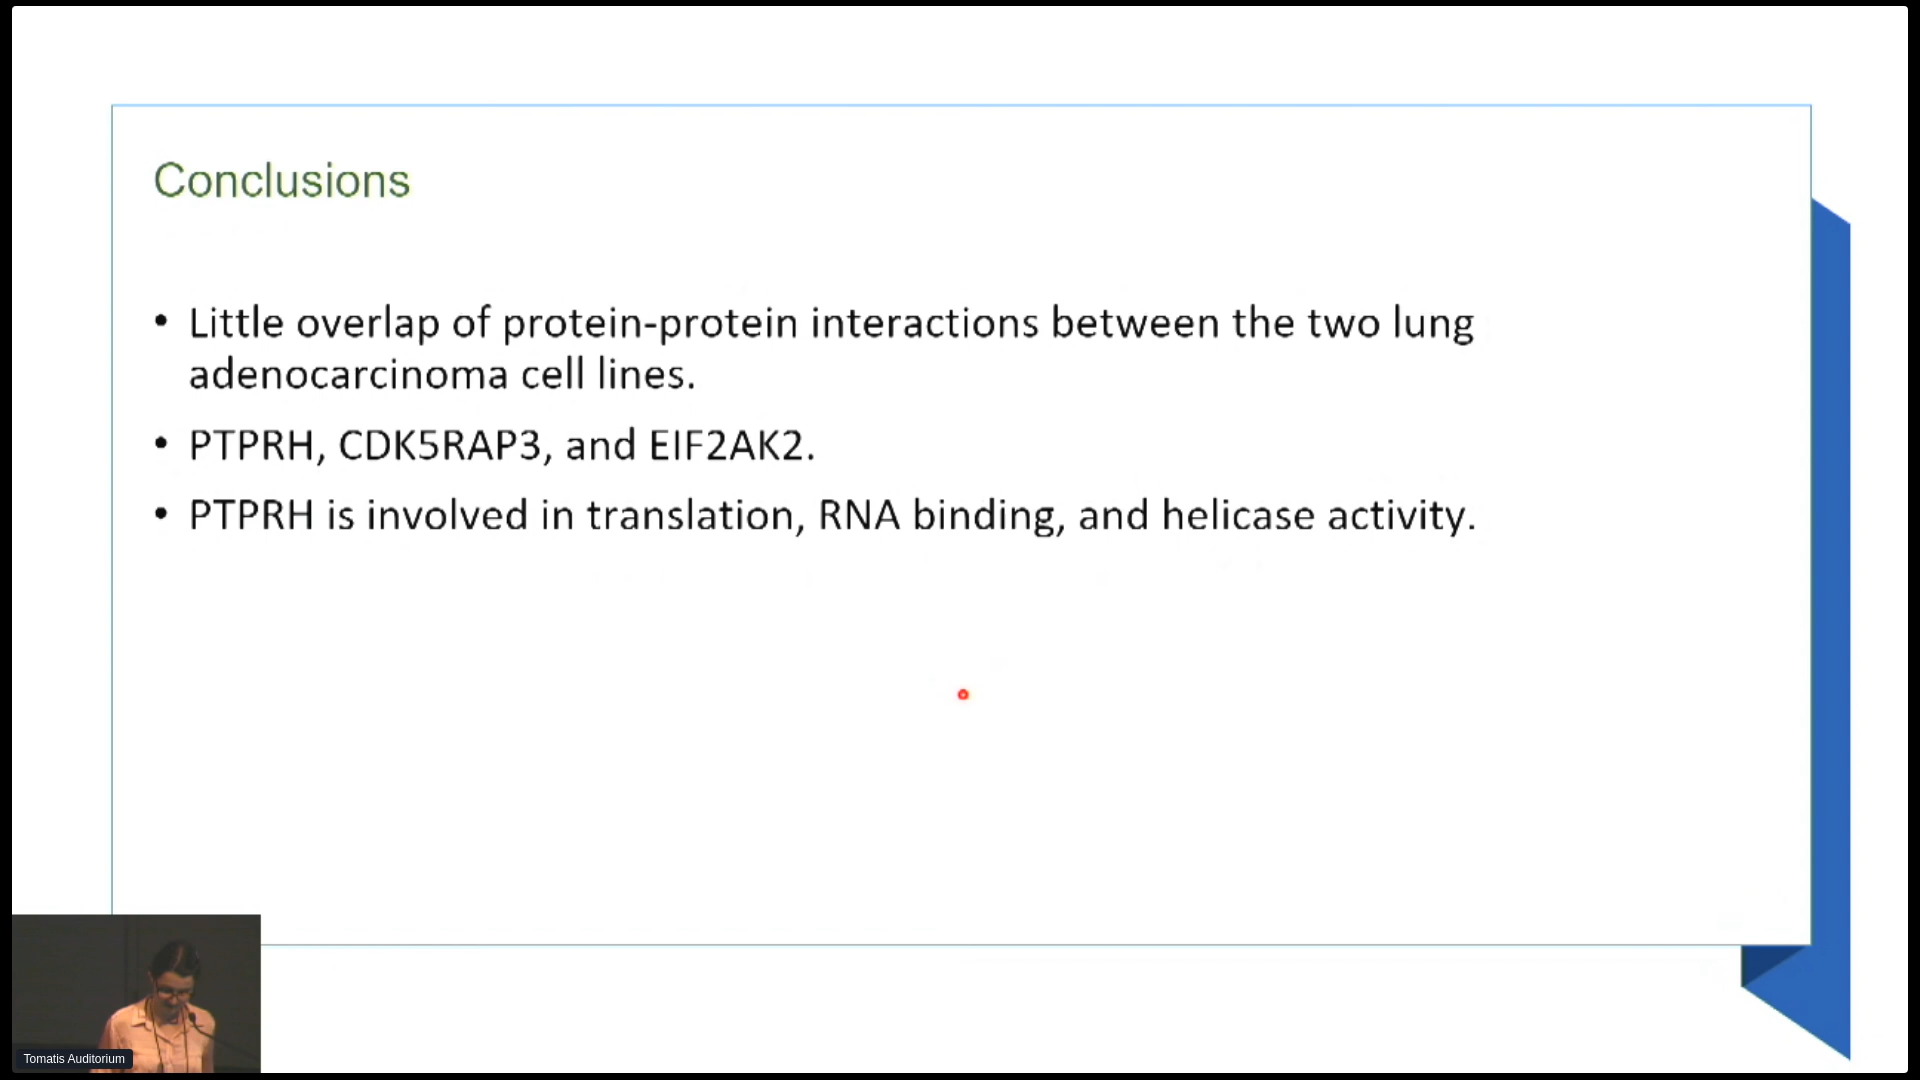 Conclusions
• Little overlap of protein-protein interactions between the two lung
adenocarcinoma cell lines.
• PTPRH, CDK5RAP3, and EIF2AK2.
• PTPRH is involved in translation, RNA binding, and helicase activity.
Tomatis Auditorium